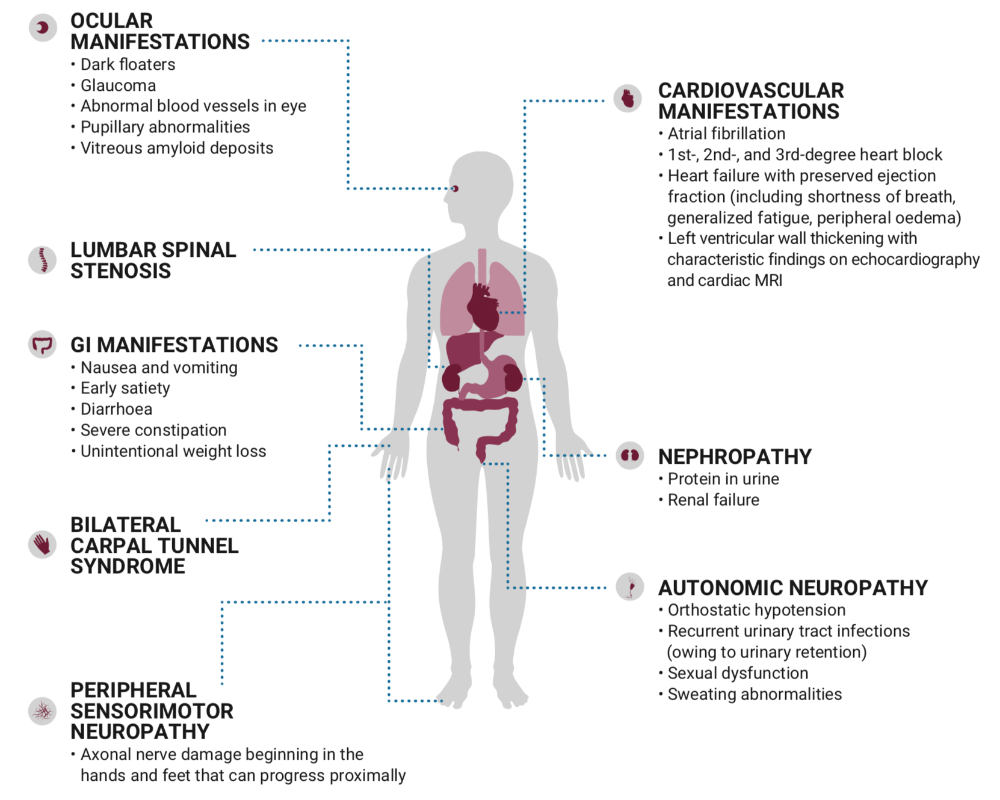 OCULAR
MANIFESTATIONS
• Dark floaters
• Glaucoma
• Abnormal blood vessels in eye
• Pupillary abnormalities
• Vitreous amyloid deposits
LUMBAR SPINAL
STENOSIS
GI MANIFESTATIONS
• Nausea and vomiting
• Early satiety
• Diarrhoea
• Severe constipation
• Unintentional weight loss
BILATERAL
CARPAL TUNNEL
SYNDROME
PERIPHERAL
SENSORIMOTOR
NEUROPATHY
• Axonal nerve damage beginning in the
hands and feet that can progress proximally
CARDIOVASCULAR
MANIFESTATIONS
• Atrial fibrillation
• 1st-, 2nd-, and 3rd-degree heart block
• Heart failure with preserved ejection
fraction (including shortness of breath,
generalized fatigue, peripheral oedema)
• Left ventricular wall thickening with
characteristic findings on echocardiography
and cardiac MRI
NEPHROPATHY
• Protein in urine
• Renal failure
AUTONOMIC NEUROPATHY
• Orthostatic hypotension
• Recurrent urinary tract infections
(owing to urinary retention)
• Sexual dysfunction
• Sweating abnormalities